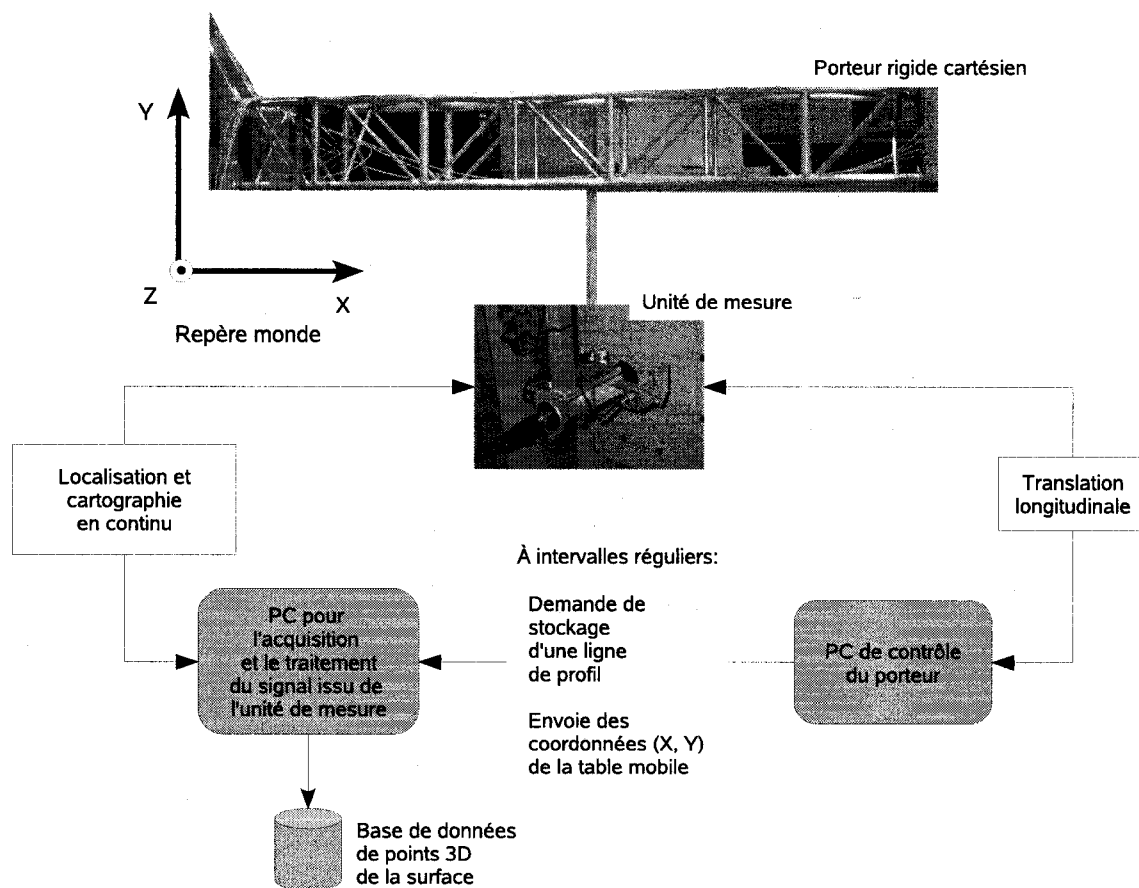 Porteur rigide cartésien
Y
Z
X
Repère monde
Unité de mesure
Localisation et
cartographie
en continu
Translation
longitudinale
À intervalles réguliers:
Demande de
stockage
d'une ligne
de profil
Envoie des
coordonnées (X, Y)
de la table mobile
PC pour
l'acquisition
et le traitement
du signal issu de
l'unité de mesure
PC de contrôle
du porteur
Base de données
de points 3D
de la surface